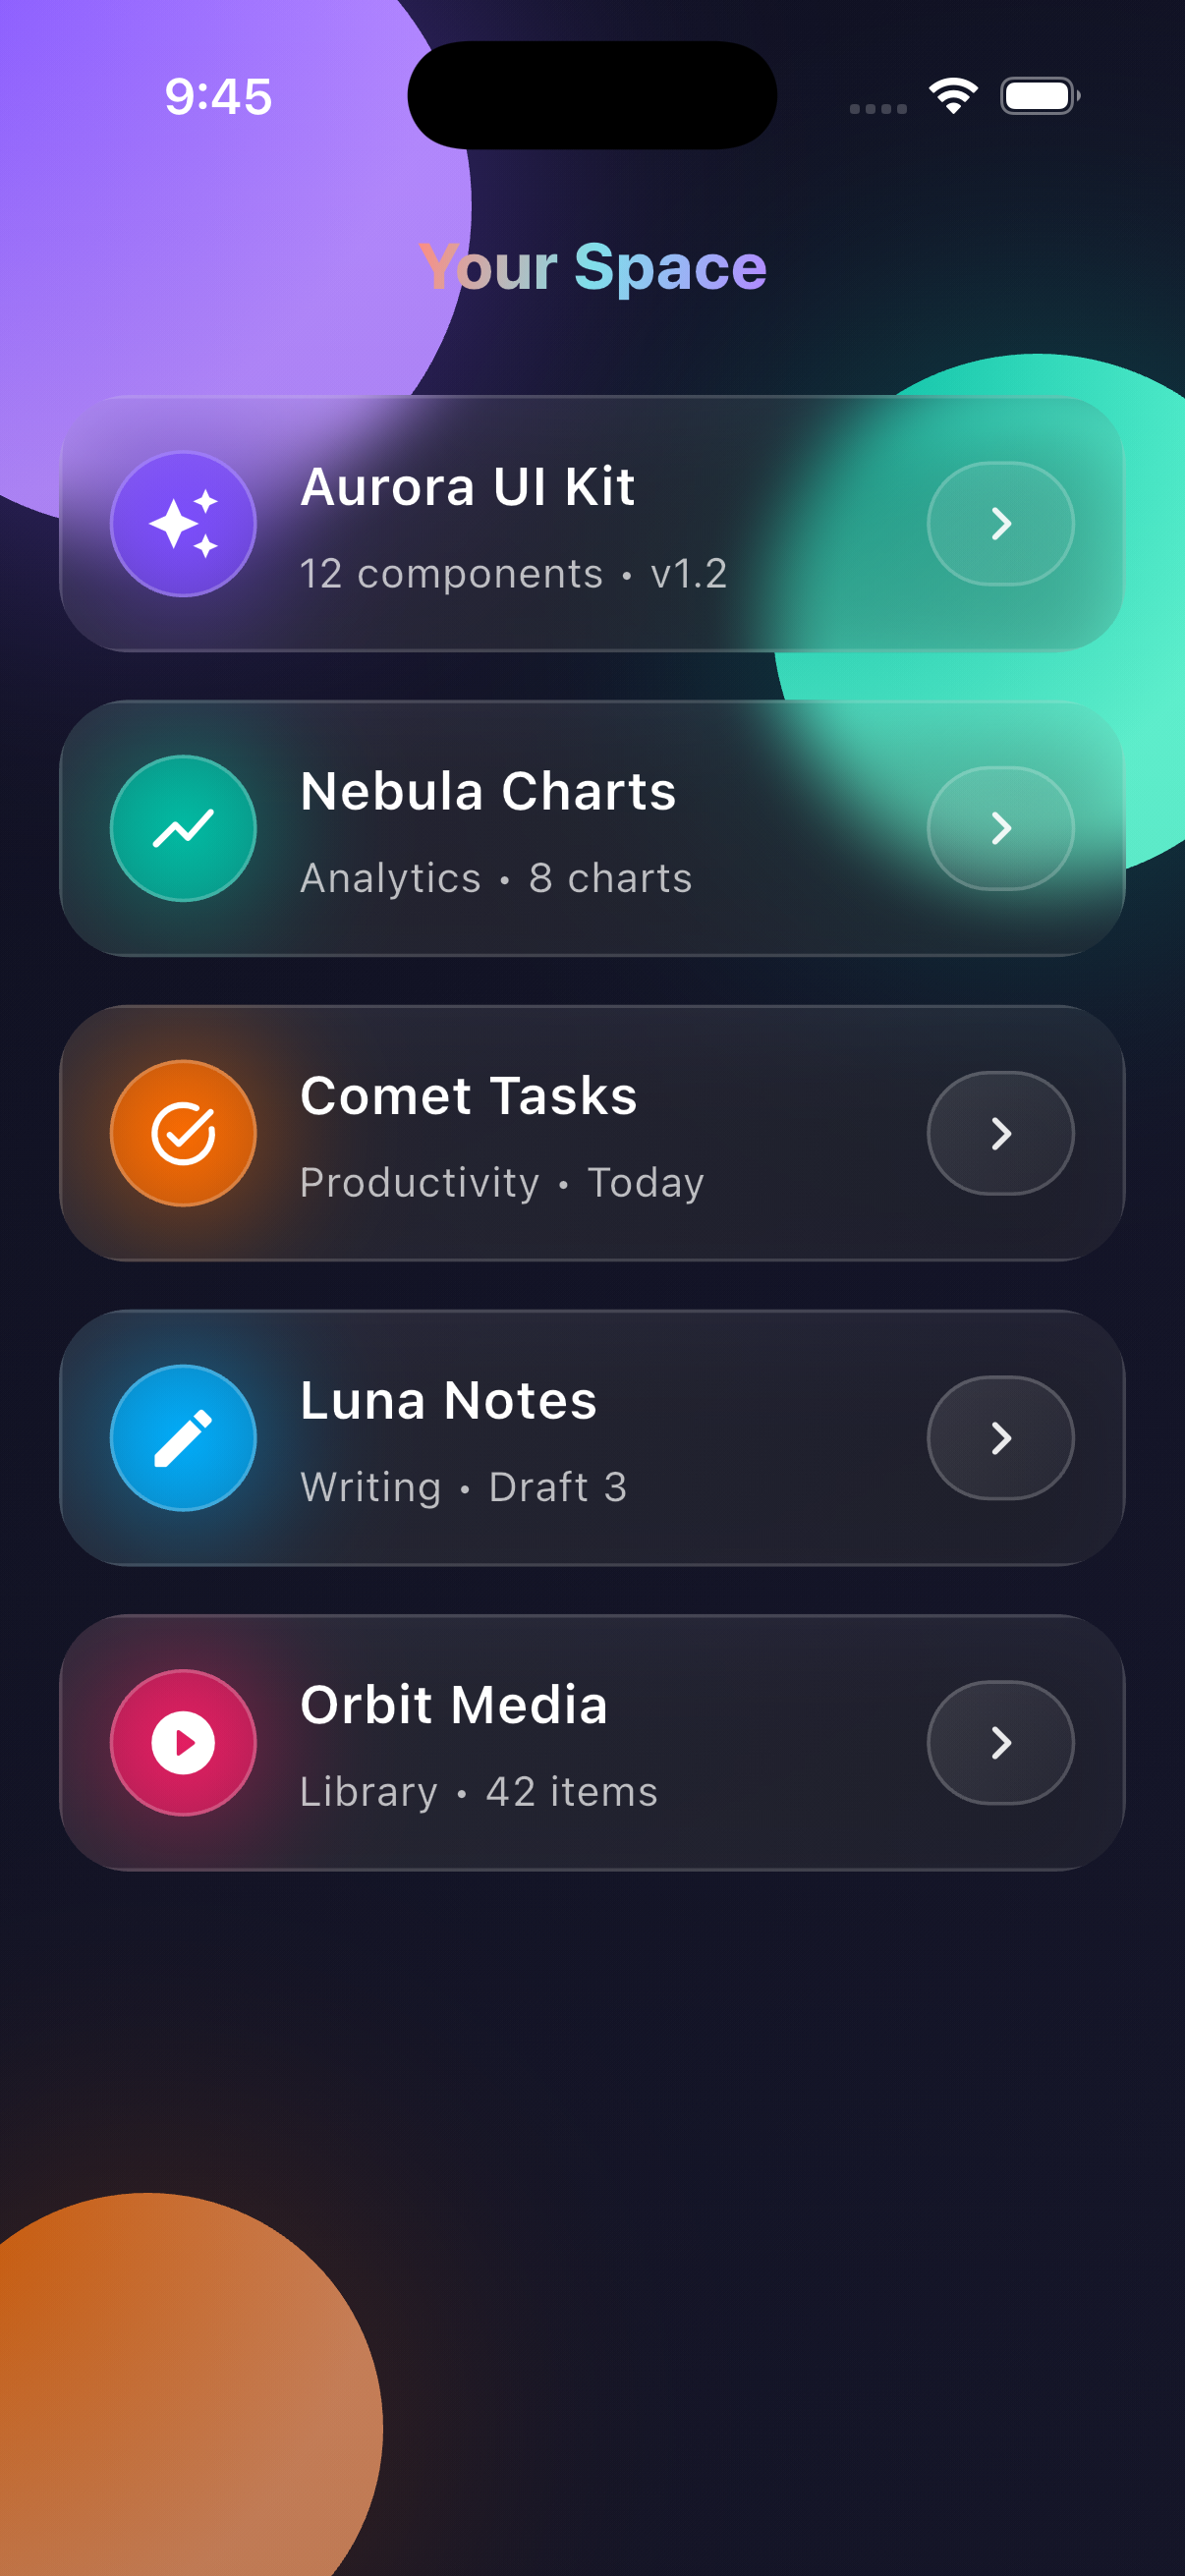 9:45
Your Space
Aurora UI Kit
12 components • v1.2
Nebula Charts
Analytics • 8 charts
Comet Tasks
Productivity • Today
Luna Notes
Writing • Draft 3
Orbit Media
Library • 42 items